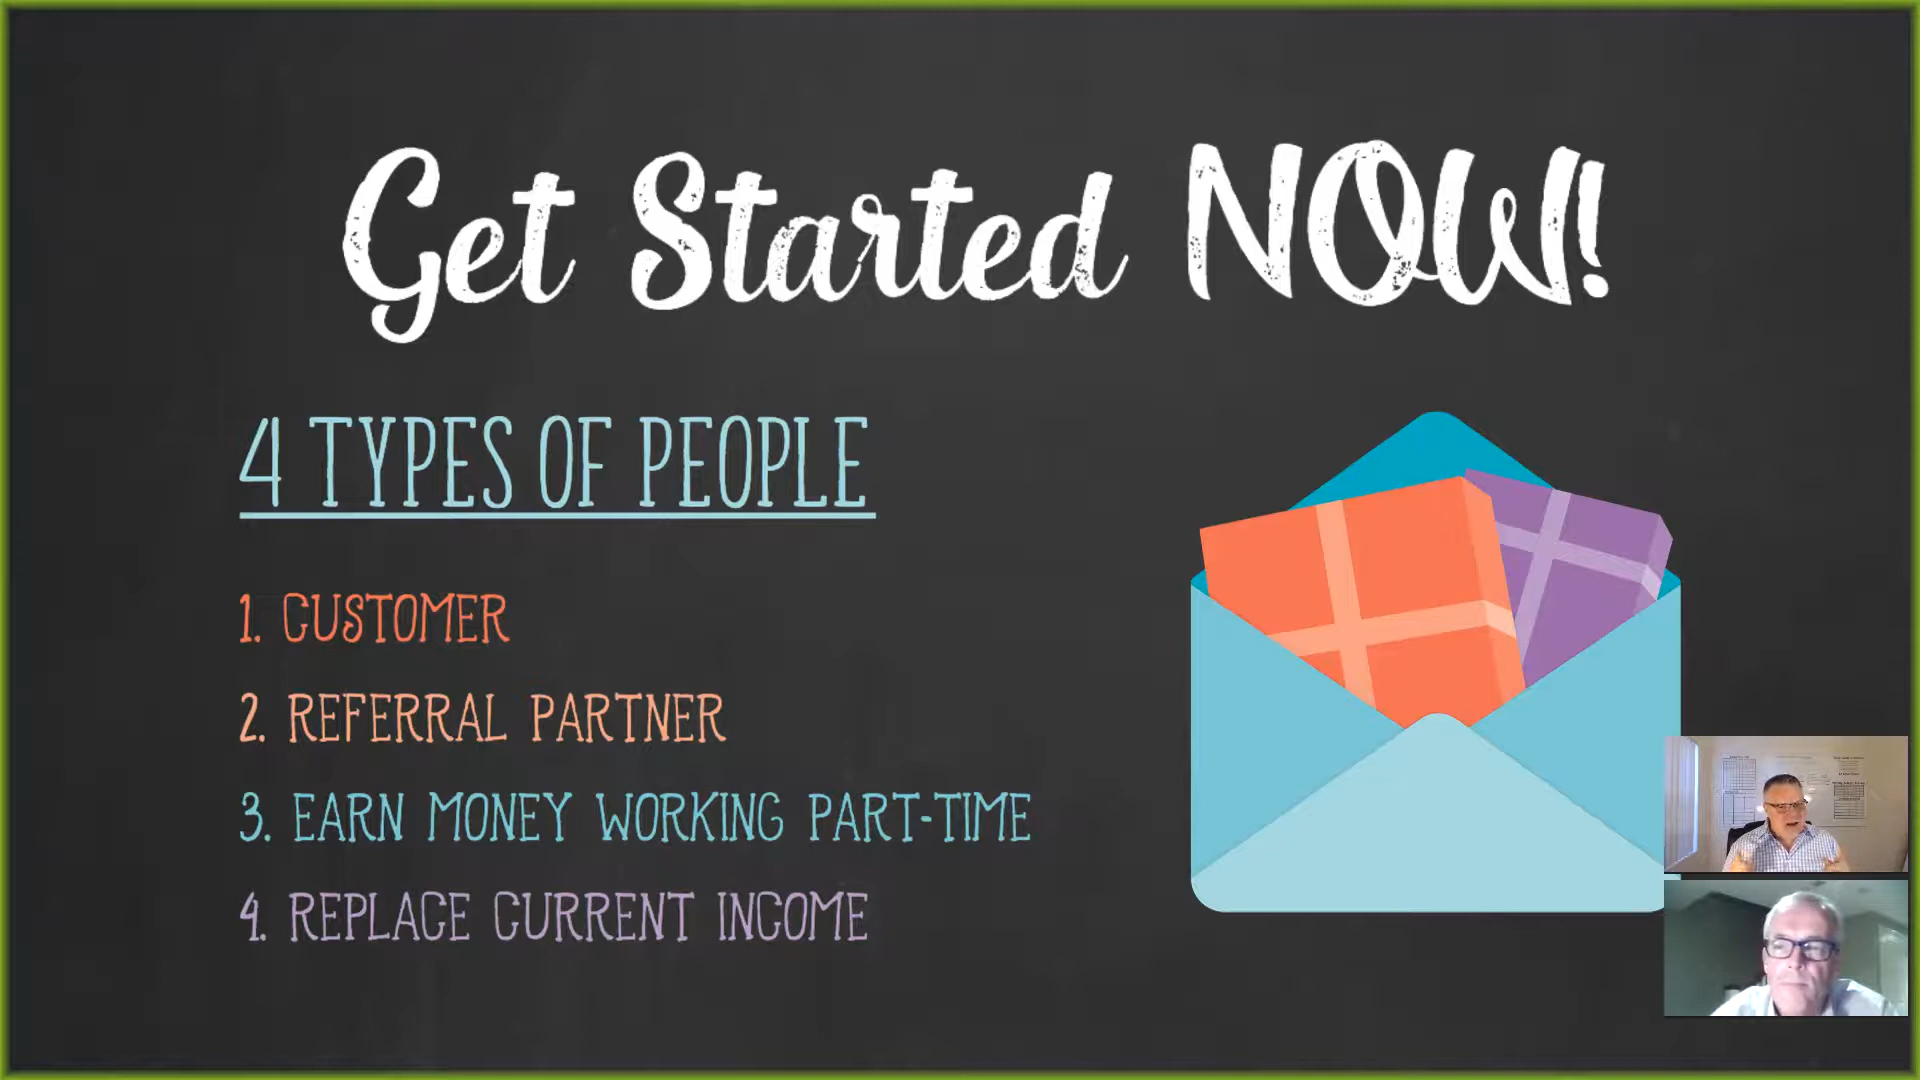 Get Started NOW!
4 TYPES OF PEOPLE
1. CUSTOMER
2. REFERRAL PARTNER
3. EARN MONEY WORKING PART-TIME
4. REPLACE CURRENT INCOME